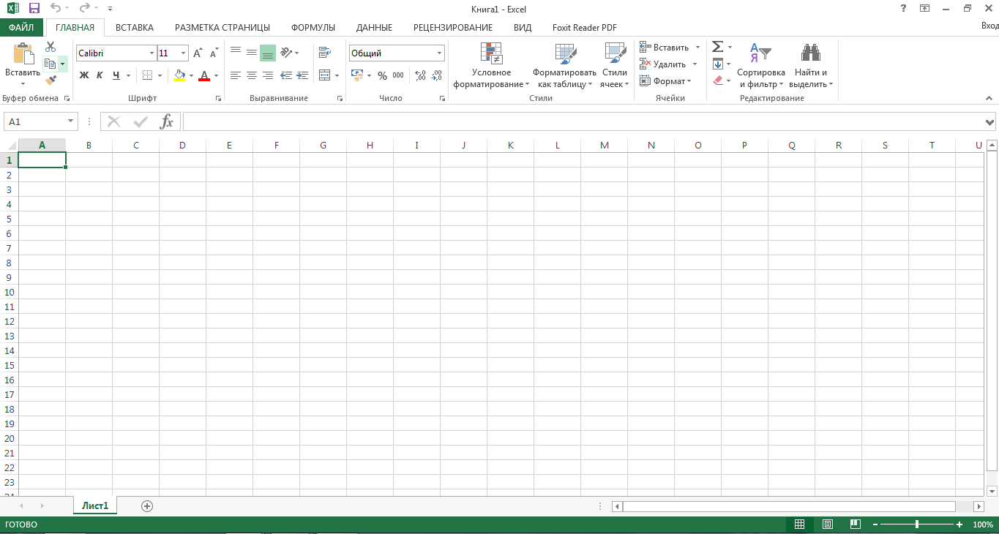 Книга1 - Excel
?
ФАЙЛ ГЛАВНАЯ ВСТАВКА РАЗМЕТКА СТРАНИЦЫ ФОРМУЛЫ ДАННЫЕ РЕЦЕНЗИРОВАНИЕ ВИД Foxit Reader PDF Вход
Вставить
Буфер обмена
Calibri 11
Ж К Ч А
Шрифт
Выравнивание
Общий
% 000
Число
Условное
форматирование
Форматировать
как таблицу
Стили
ячеек
Стили
Вставить
Удалить
Формат
Ячейки
Сортировка
и фильтр
Найти и
выделить
Редактирование
A1 fx
A B C D E F G H I J K L M N O P Q R S T U
1
2
3
4
5
6
7
8
9
10
11
12
13
14
15
16
17
18
19
20
21
22
23
24
Лист1
ГОТОВО 100%